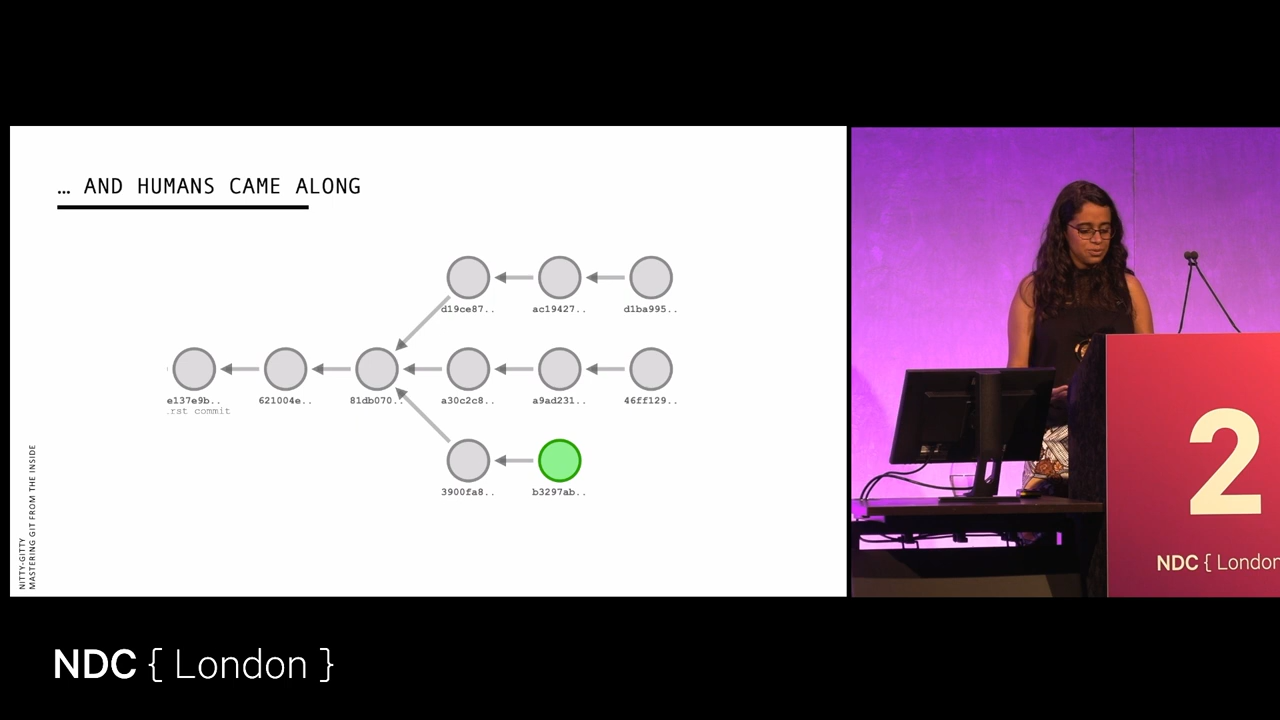 … AND HUMANS CAME ALONG
d19ce87..
ac19427..
d1ba995..
e137e9b..
621004e..
81db070..
a30c2c8..
a9ad231..
46ff129..
.rst commit
3900fa8..
b3297ab..
NITTY-GITTY
MASTERING GIT FROM THE INSIDE
2
NDC { London
NDC { London }